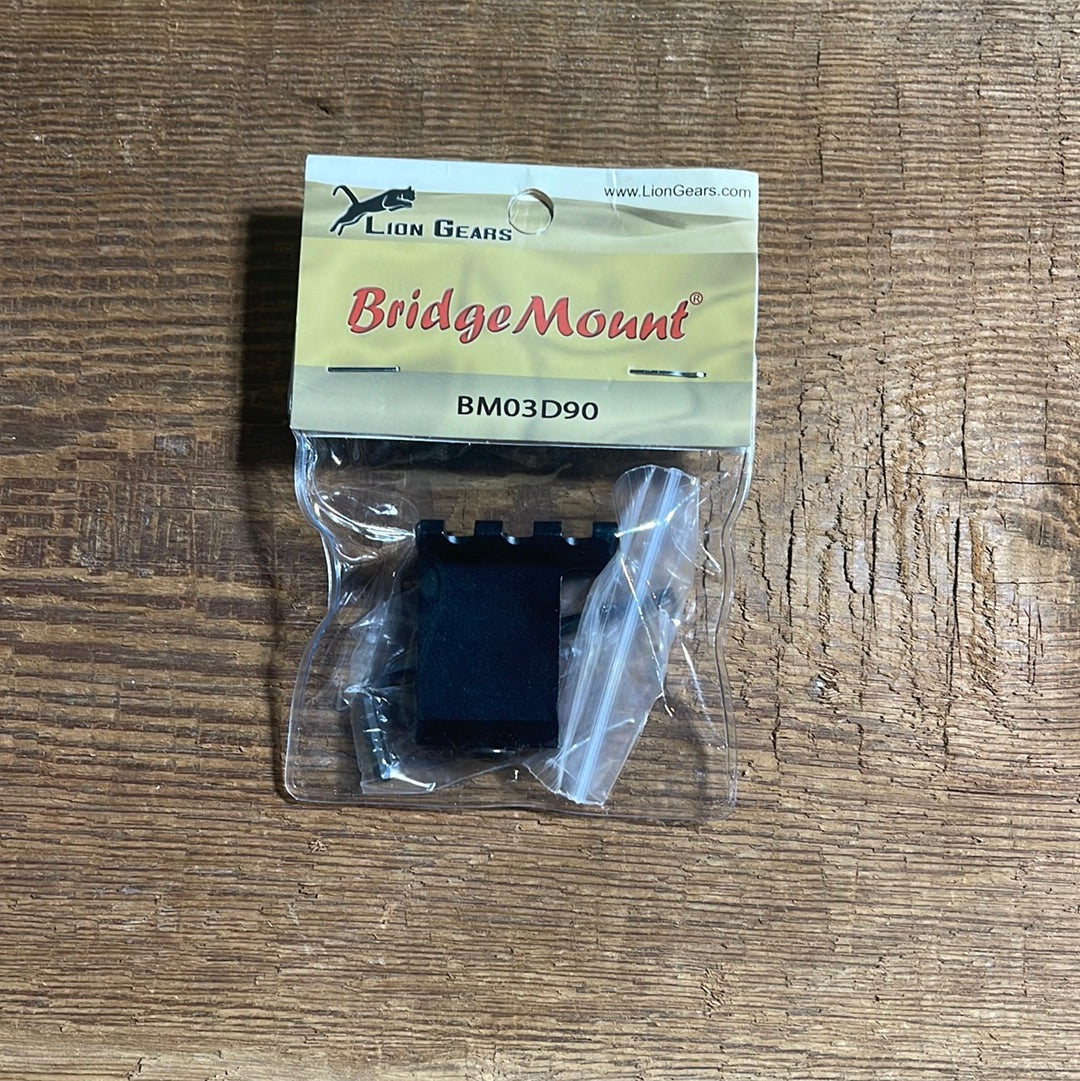 www.LionGears.com
LION GEARS
BridgeMount®
BM03D90